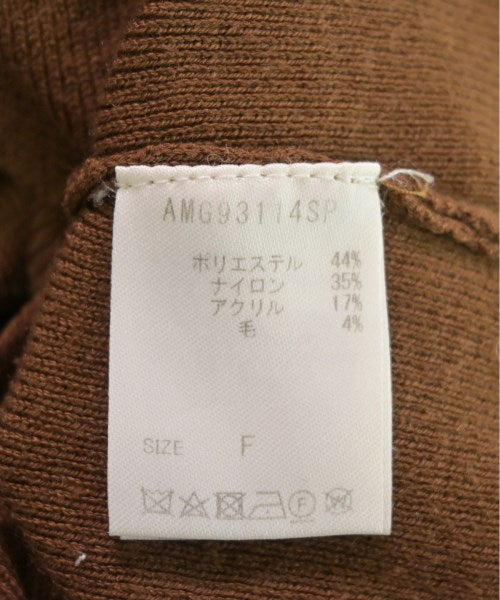 AMG93114SP
ポリエステル 44%
ナイロン 35%
アクリル 17%
毛 4%
SIZE F